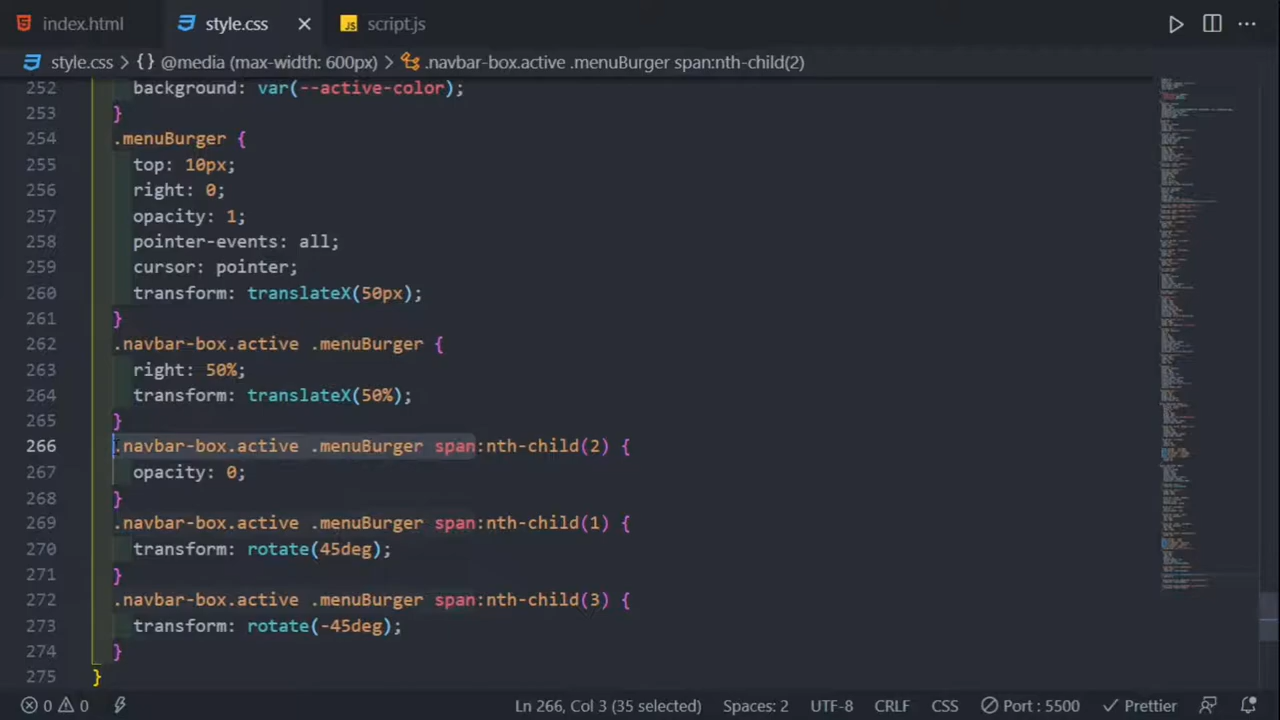 index.html style.css script.js
style.css > {} @media (max-width: 600px) > .navbar-box.active .menuBurger span:nth-child(2)
252 background: var(--active-color);
253 }
254 .menuBurger {
255 top: 10px;
256 right: 0;
257 opacity: 1;
258 pointer-events: all;
259 cursor: pointer;
260 transform: translateX(50px);
261 }
262 .navbar-box.active .menuBurger {
263 right: 50%;
264 transform: translateX(50%);
265 }
266 .navbar-box.active .menuBurger span:nth-child(2) {
267 opacity: 0;
268 }
269 .navbar-box.active .menuBurger span:nth-child(1) {
270 transform: rotate(45deg);
271 }
272 .navbar-box.active .menuBurger span:nth-child(3) {
273 transform: rotate(-45deg);
274 }
275 }
0 0 Ln 266, Col 3 (35 selected) Spaces: 2 UTF-8 CRLF CSS Port : 5500 Prettier